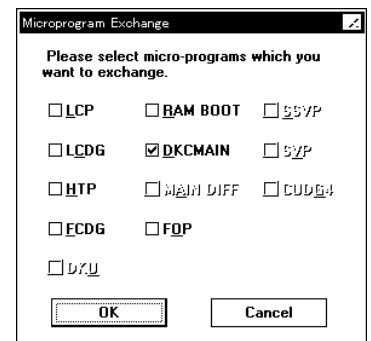 Microprogram Exchange
Please select micro-programs which you
want to exchange.
LCP RAM BOOT SSVP
LCDG DKCMAIN SVP
HTP MAIN DIFF CUDG4
FCDG FOP
DKU
OK Cancel